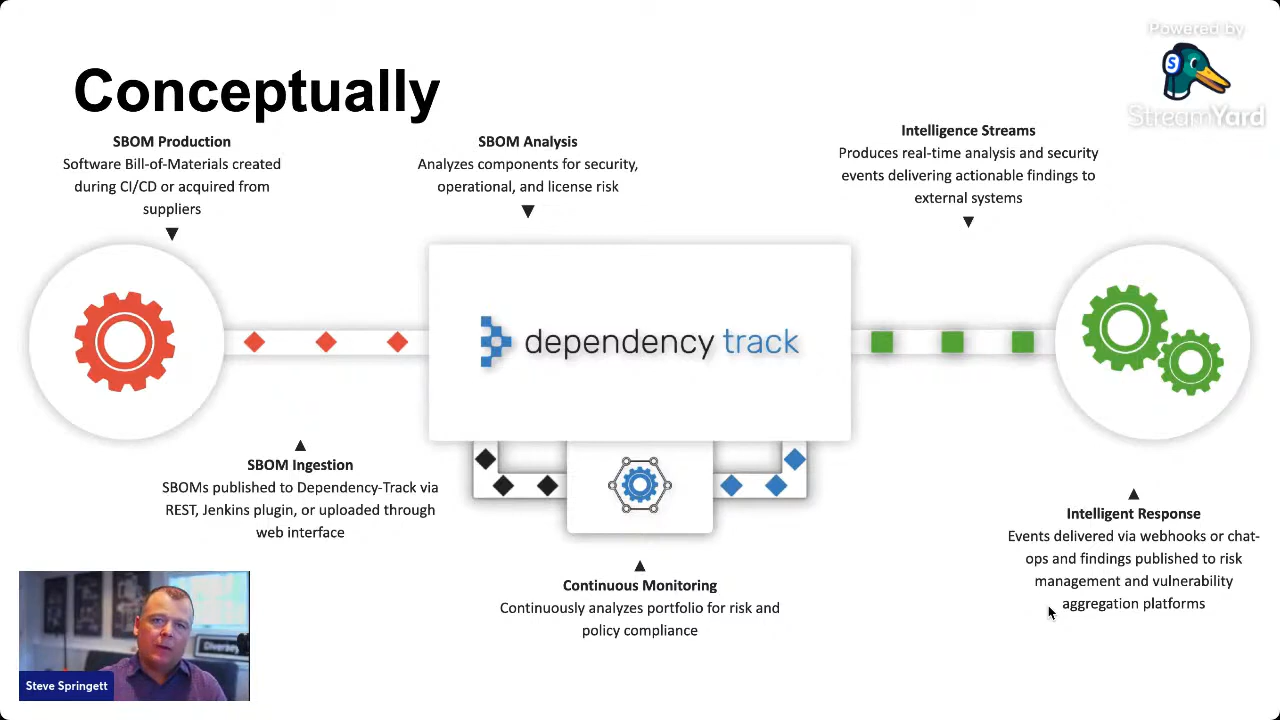 Powered by
StreamYard
Conceptually
SBOM Production
Software Bill-of-Materials created
during CI/CD or acquired from
suppliers
SBOM Analysis
Analyzes components for security,
operational, and license risk
Intelligence Streams
Produces real-time analysis and security
events delivering actionable findings to
external systems
dependency track
SBOM Ingestion
SBOMs published to Dependency-Track via
REST, Jenkins plugin, or uploaded through
web interface
Continuous Monitoring
Continuously analyzes portfolio for risk and
policy compliance
Intelligent Response
Events delivered via webhooks or chat-
ops and findings published to risk
management and vulnerability
aggregation platforms
Steve Springett